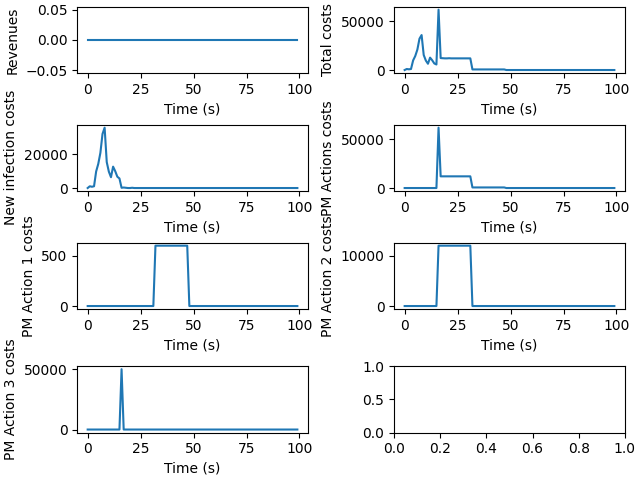 Revenues
0.05
0.00
−0.05
0 25 50 75 100
Time (s)
Total costs
50000
0
0 25 50 75 100
Time (s)
New infection costs
20000
0
0 25 50 75 100
Time (s)
PM Actions costs
50000
0
0 25 50 75 100
Time (s)
PM Action 1 costs
500
0
0 25 50 75 100
Time (s)
PM Action 2 costs
10000
0
0 25 50 75 100
Time (s)
PM Action 3 costs
50000
0
0 25 50 75 100
Time (s)
1.0
0.5
0.0
0.0 0.2 0.4 0.6 0.8 1.0